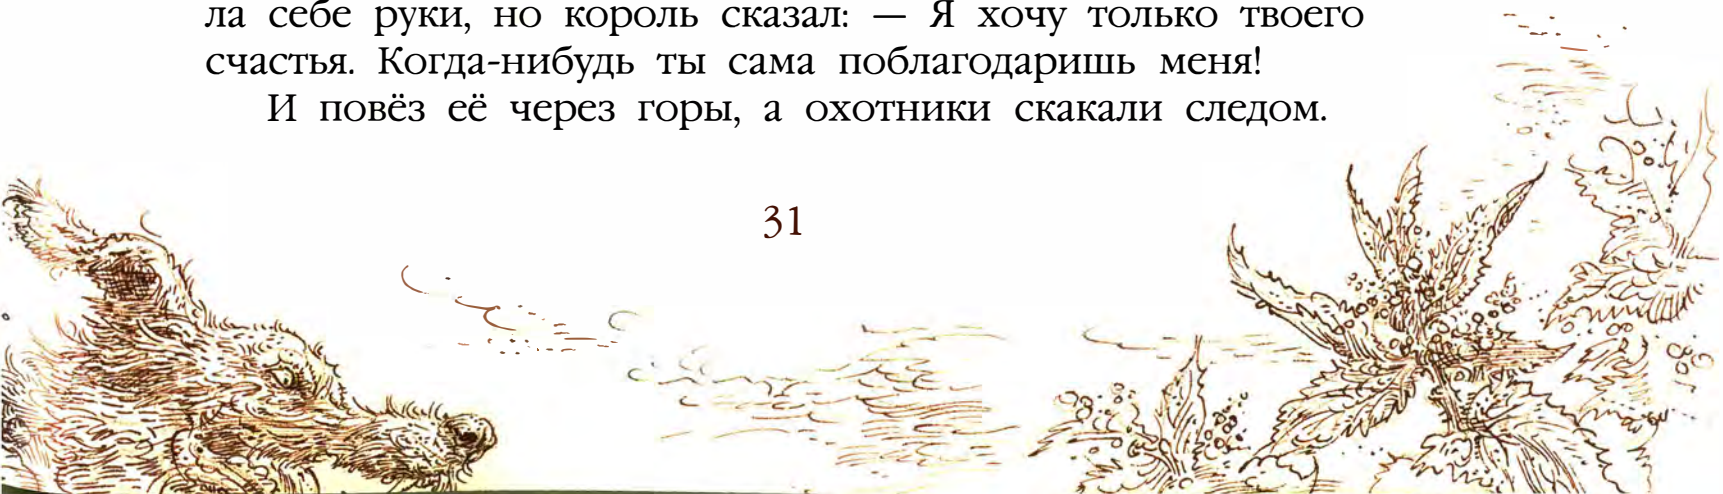 ла себе руки, но король сказал: — Я хочу только твоего
счастья. Когда-нибудь ты сама поблагодаришь меня!
И повёз её через горы, а охотники скакали следом.
31